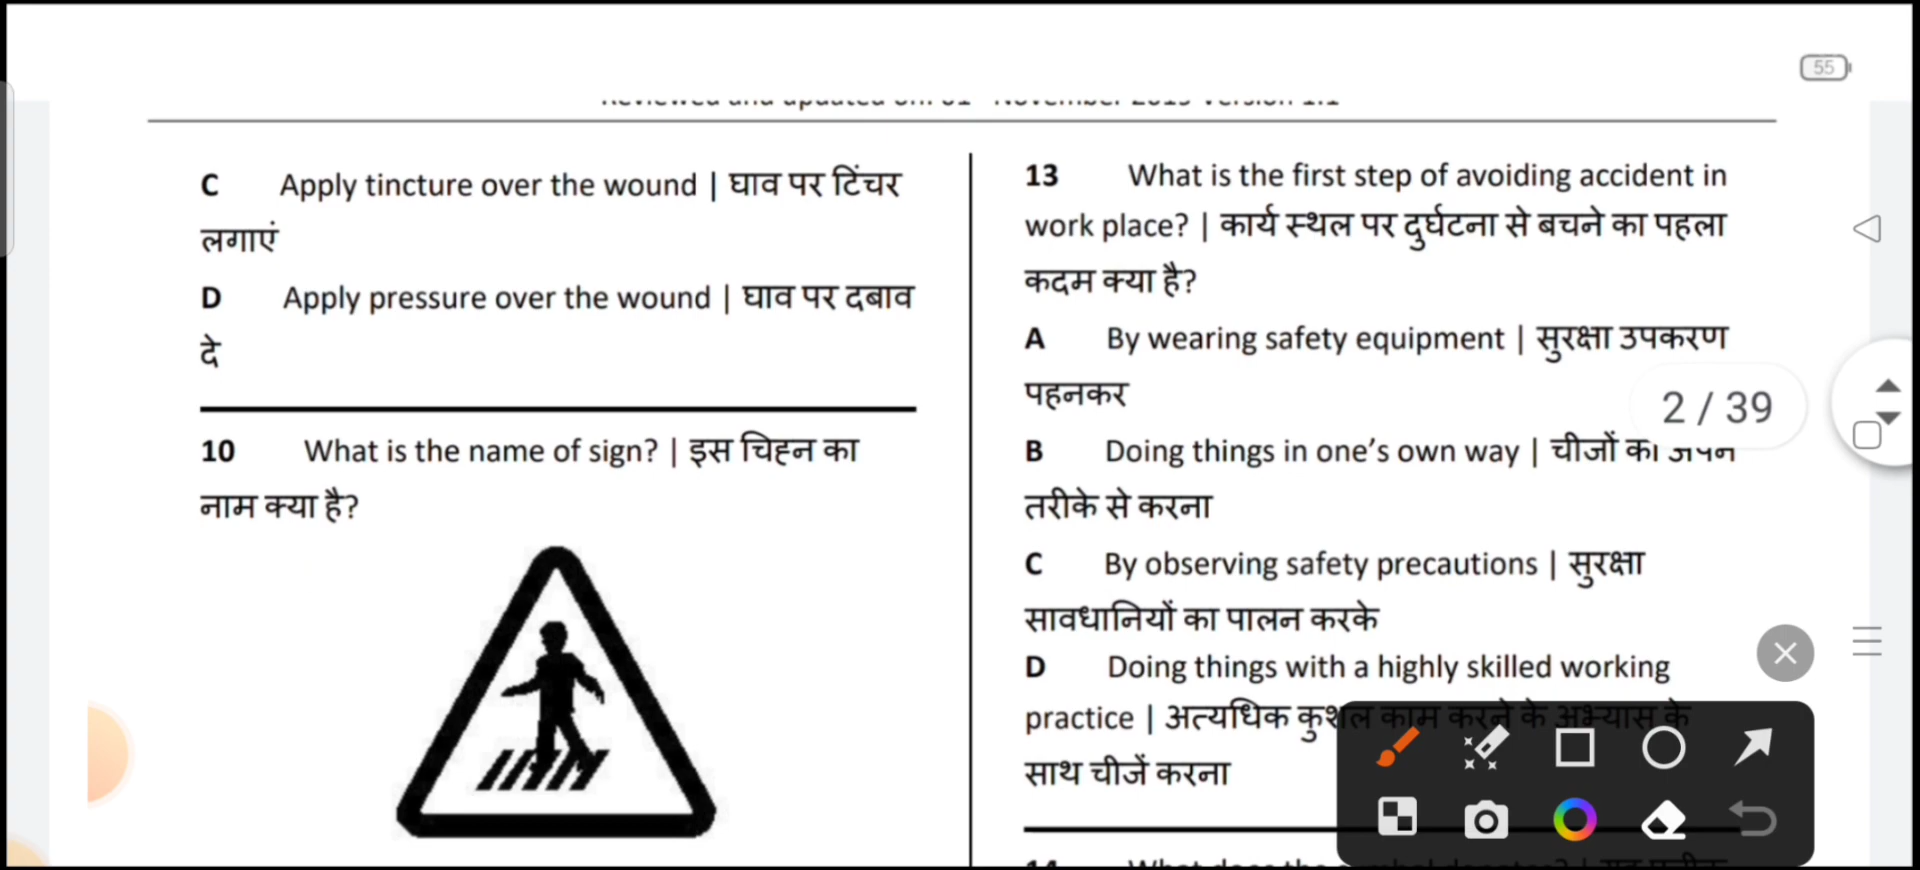 55
C Apply tincture over the wound | घाव पर टिंचर
लगाएं
D Apply pressure over the wound | घाव पर दबाव
दे
10 What is the name of sign? | इस चिह्न का
नाम क्या है?
13 What is the first step of avoiding accident in
work place? | कार्य स्थल पर दुर्घटना से बचने का पहला
कदम क्या है?
A By wearing safety equipment | सुरक्षा उपकरण
पहनकर
2 / 39
B Doing things in one’s own way | चीजों को अपने
तरीके से करना
C By observing safety precautions | सुरक्षा
सावधानियों का पालन करके
D Doing things with a highly skilled working
practice | अत्यधिक कुशल काम करने के अभ्यास के
साथ चीजें करना